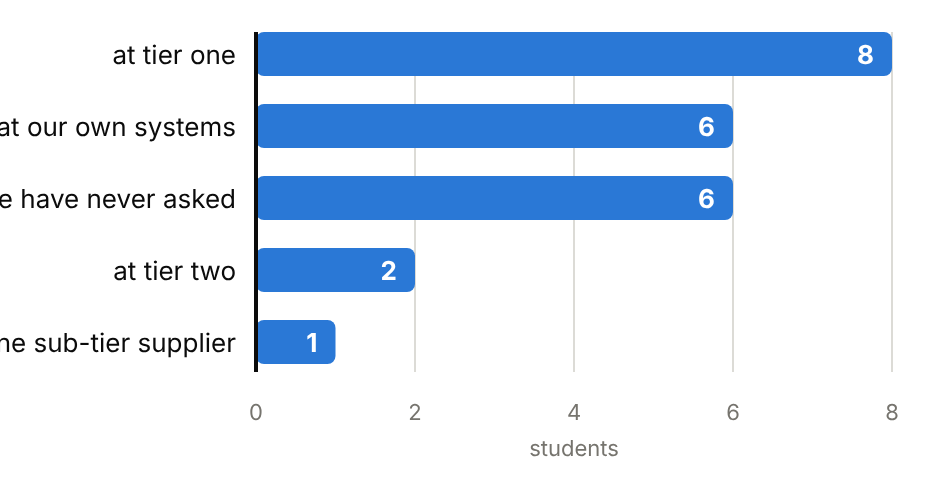 at tier one
8
at our own systems
6
have never asked
6
at tier two
2
sub-tier supplier
1
0 2 4 6 8
students